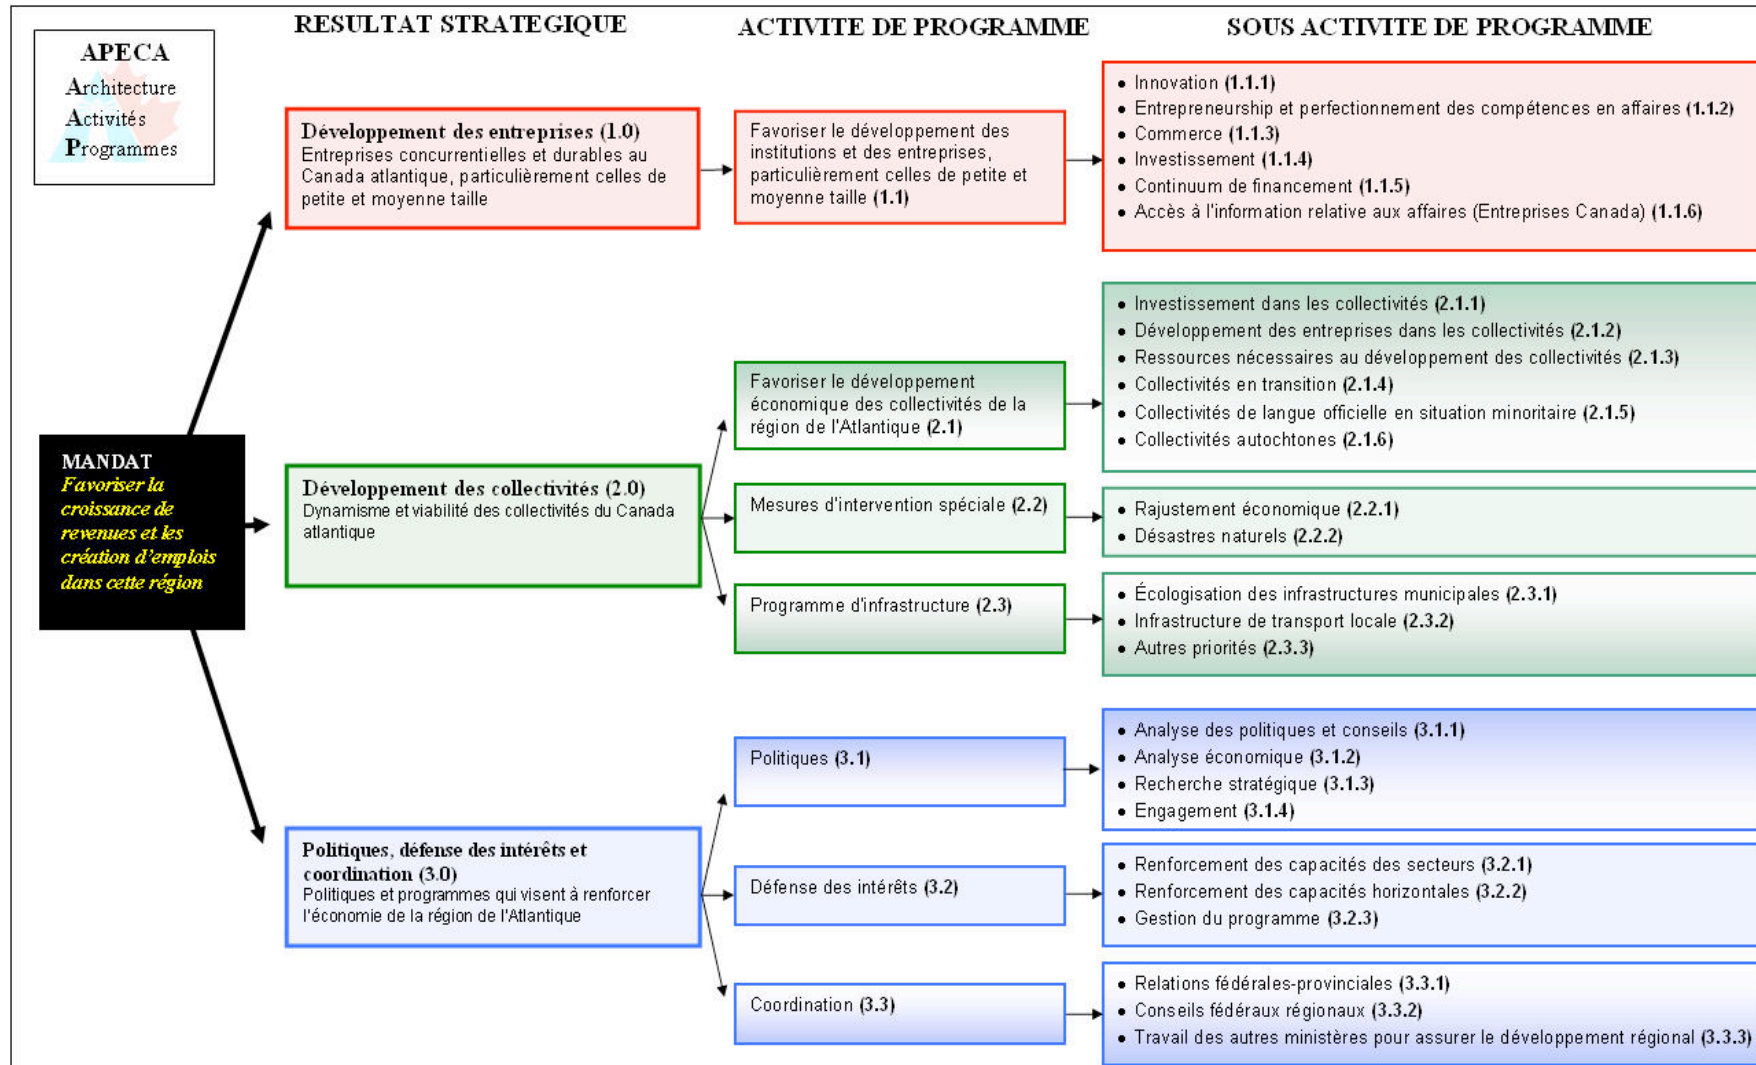 RESULTAT STRATEGIQUE
ACTIVITE DE PROGRAMME
SOUS ACTIVITE DE PROGRAMME
APECA
Architecture
Activités
Programmes
MANDAT
Favoriser la
croissance de
revenues et les
création d'emplois
dans cette région
Développement des entreprises (1.0)
Entreprises concurrentielles et durables au
Canada atlantique, particulièrement celles de
petite et moyenne taille
Favoriser le développement des
institutions et des entreprises,
particulièrement celles de petite et
moyenne taille (1.1)
• Innovation (1.1.1)
• Entrepreneurship et perfectionnement des compétences en affaires (1.1.2)
• Commerce (1.1.3)
• Investissement (1.1.4)
• Continuum de financement (1.1.5)
• Accès à l'information relative aux affaires (Entreprises Canada) (1.1.6)
Développement des collectivités (2.0)
Dynamisme et viabilité des collectivités du Canada
atlantique
Favoriser le développement
économique des collectivités de la
région de l'Atlantique (2.1)
• Investissement dans les collectivités (2.1.1)
• Développement des entreprises dans les collectivités (2.1.2)
• Ressources nécessaires au développement des collectivités (2.1.3)
• Collectivités en transition (2.1.4)
• Collectivités de langue officielle en situation minoritaire (2.1.5)
• Collectivités autochtones (2.1.6)
Mesures d'intervention spéciale (2.2)
• Rajustement économique (2.2.1)
• Désastres naturels (2.2.2)
Programme d'infrastructure (2.3)
• Écologisation des infrastructures municipales (2.3.1)
• Infrastructure de transport locale (2.3.2)
• Autres priorités (2.3.3)
Politiques, défense des intérêts et
coordination (3.0)
Politiques et programmes qui visent à renforcer
l'économie de la région de l'Atlantique
Politiques (3.1)
• Analyse des politiques et conseils (3.1.1)
• Analyse économique (3.1.2)
• Recherche stratégique (3.1.3)
• Engagement (3.1.4)
Défense des intérêts (3.2)
• Renforcement des capacités des secteurs (3.2.1)
• Renforcement des capacités horizontales (3.2.2)
• Gestion du programme (3.2.3)
Coordination (3.3)
• Relations fédérales-provinciales (3.3.1)
• Conseils fédéraux régionaux (3.3.2)
• Travail des autres ministères pour assurer le développement régional (3.3.3)